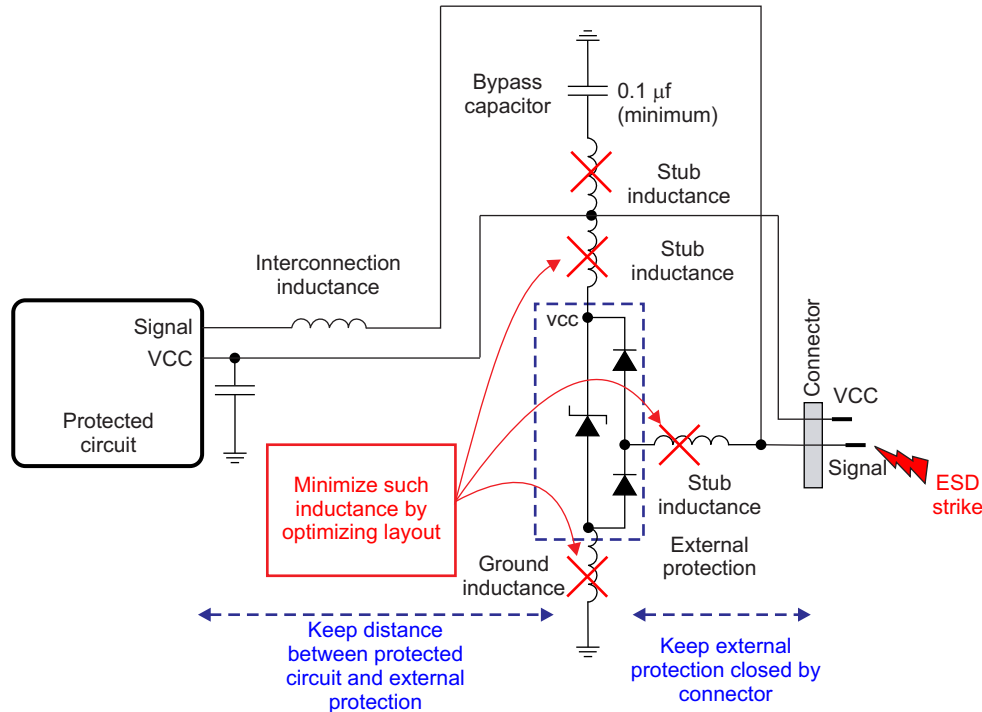 Bypass
capacitor
0.1 μf
(minimum)
Stub
inductance
Stub
inductance
Interconnection
inductance
Signal
VCC
Protected
circuit
vcc
Connector
VCC
Signal
ESD
strike
Minimize such
inductance by
optimizing layout
Stub
inductance
External
protection
Ground
inductance
Keep distance
between protected
circuit and external
protection
Keep external
protection closed by
connector